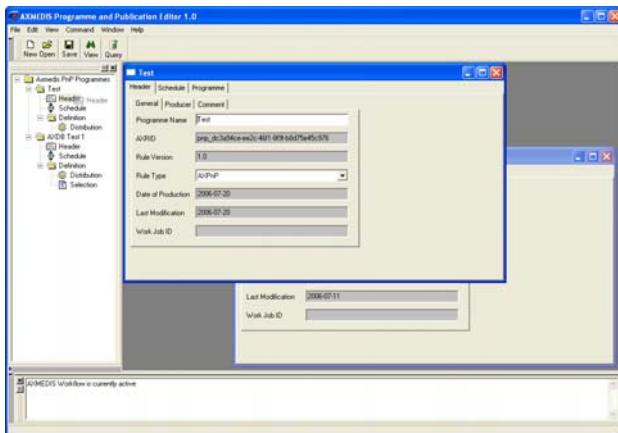 AXMEDIS Programme and Publication Editor 1.0
File Edit View Command Window Help
New Open Save View Query
Axmedis PnP Programmes
Test
Header Header
Schedule
Definition
Distribution
AXDB Test 1
Header
Schedule
Definition
Distribution
Selection
Test
Header Schedule Programme
General Producer Comment
Programme Name Test
AXRID
Rule Version 1.0
Rule Type AXPnP
Date of Production 2006-07-20
Last Modification 2006-07-20
Work Job ID
Last Modification 2006-07-11
Work Job ID
AXMEDIS Workflow is currently active